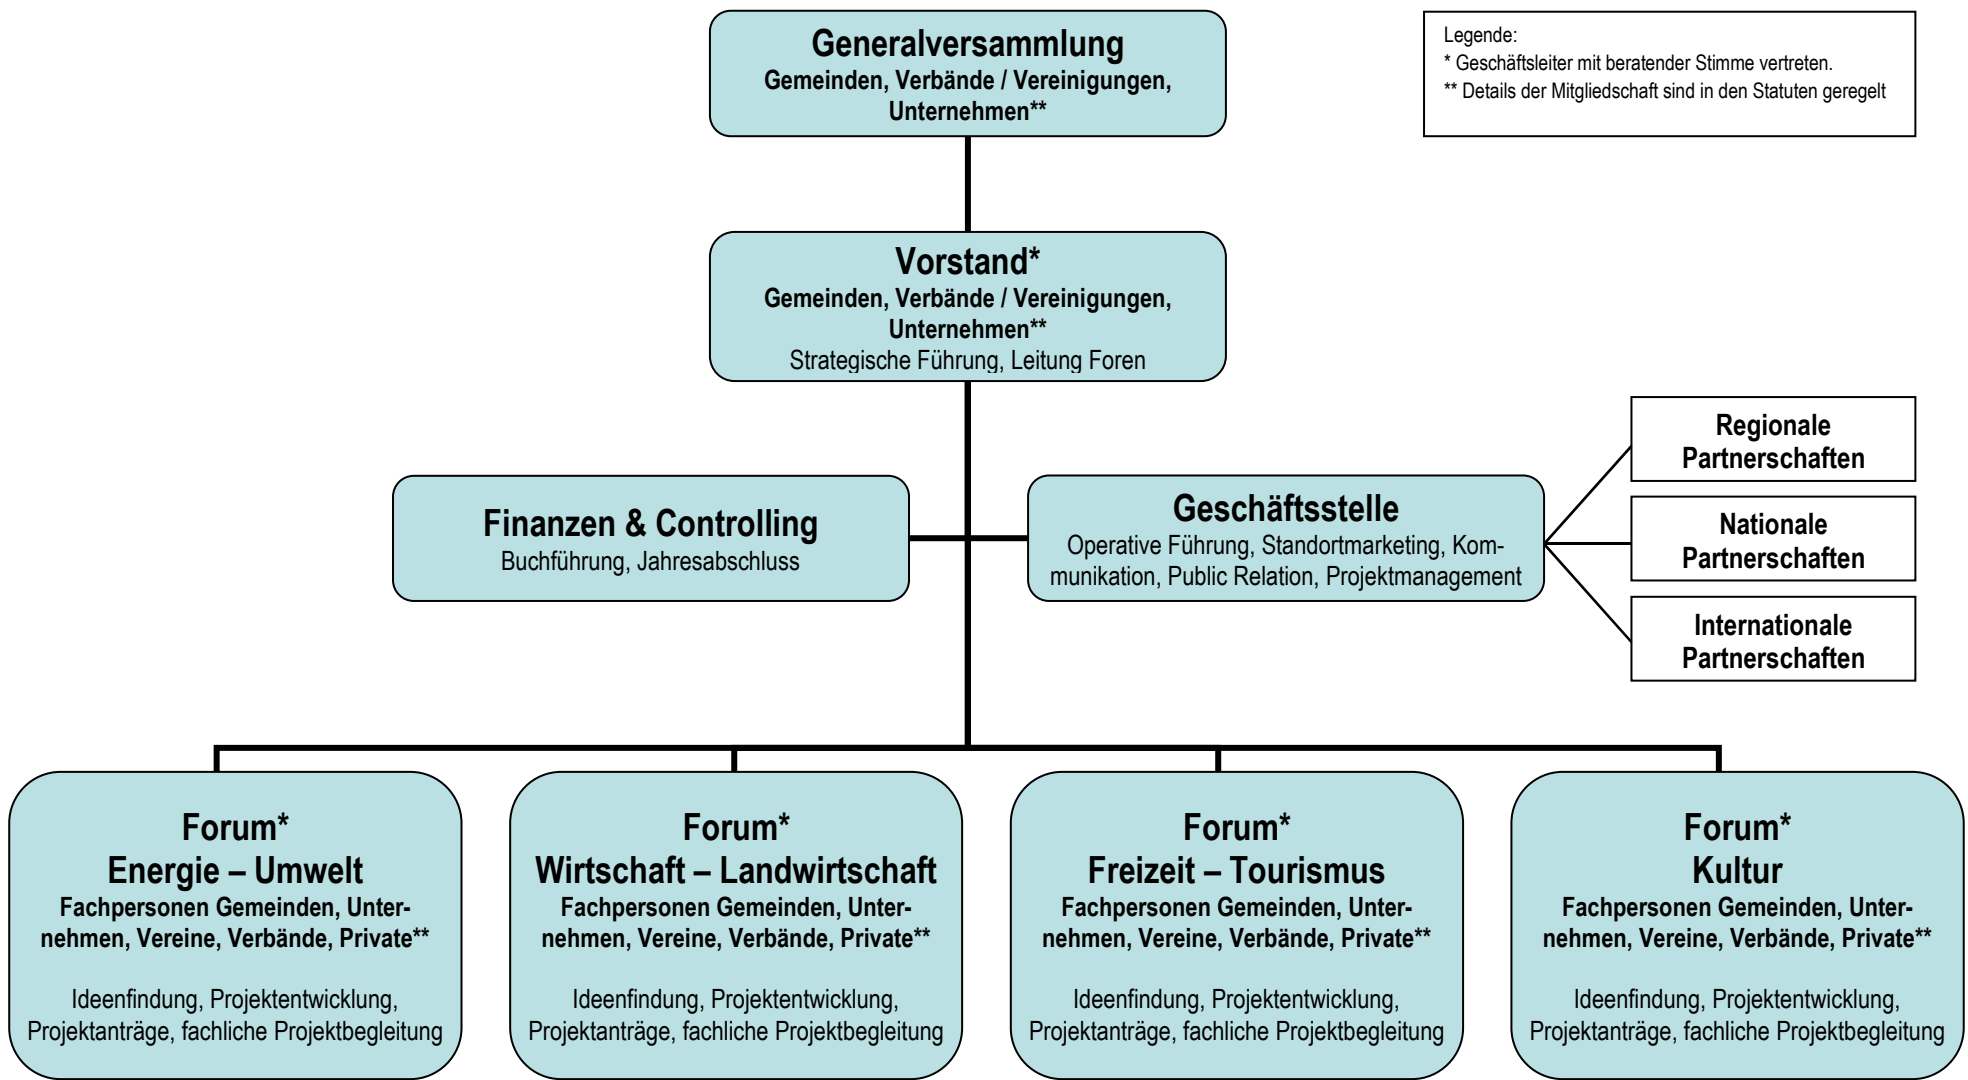 Generalversammlung
Gemeinden, Verbände / Vereinigungen,
Unternehmen**
Legende:
* Geschäftsleiter mit beratender Stimme vertreten.
** Details der Mitgliedschaft sind in den Statuten geregelt
Vorstand*
Gemeinden, Verbände / Vereinigungen,
Unternehmen**
Strategische Führung, Leitung Foren
Finanzen & Controlling
Buchführung, Jahresabschluss
Geschäftsstelle
Operative Führung, Standortmarketing, Kom-
munikation, Public Relation, Projektmanagement
Regionale
Partnerschaften
Nationale
Partnerschaften
Internationale
Partnerschaften
Forum*
Energie – Umwelt
Fachpersonen Gemeinden, Unter-
nehmen, Vereine, Verbände, Private**
Ideenfindung, Projektentwicklung,
Projektanträge, fachliche Projektbegleitung
Forum*
Wirtschaft – Landwirtschaft
Fachpersonen Gemeinden, Unter-
nehmen, Vereine, Verbände, Private**
Ideenfindung, Projektentwicklung,
Projektanträge, fachliche Projektbegleitung
Forum*
Freizeit – Tourismus
Fachpersonen Gemeinden, Unter-
nehmen, Vereine, Verbände, Private**
Ideenfindung, Projektentwicklung,
Projektanträge, fachliche Projektbegleitung
Forum*
Kultur
Fachpersonen Gemeinden, Unter-
nehmen, Vereine, Verbände, Private**
Ideenfindung, Projektentwicklung,
Projektanträge, fachliche Projektbegleitung